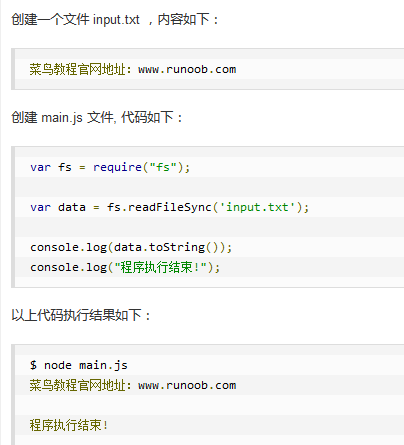 创建一个文件 input.txt ，内容如下：
菜鸟教程官网地址：www.runoob.com
创建 main.js 文件, 代码如下：
var fs = require("fs");
var data = fs.readFileSync('input.txt');
console.log(data.toString());
console.log("程序执行结束!");
以上代码执行结果如下：
$ node main.js
菜鸟教程官网地址：www.runoob.com
程序执行结束!